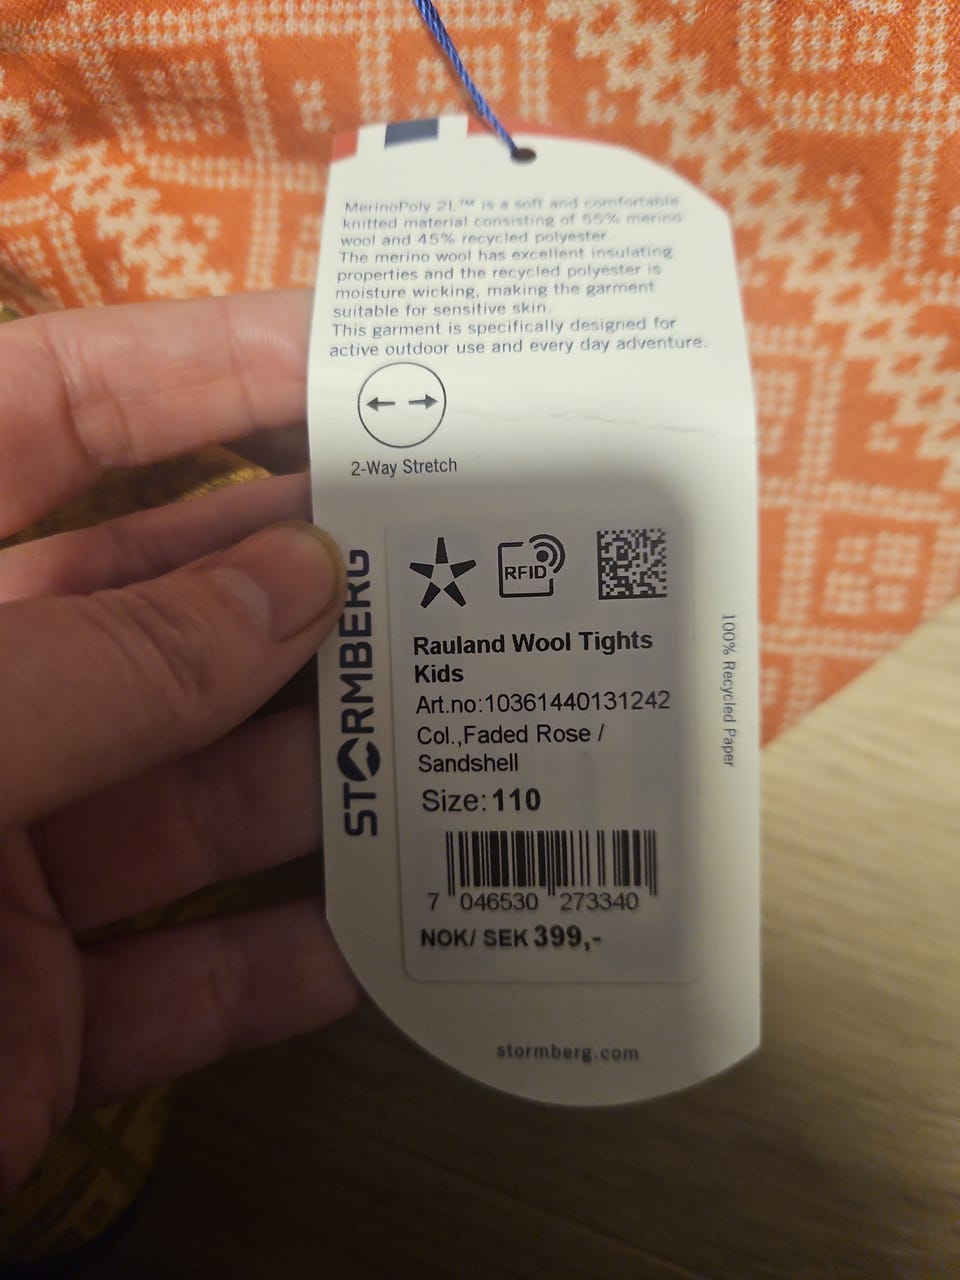 MerinoPoly 2L™ is a soft and comfortable
knitted material consisting of 55% merino
wool and 45% recycled polyester.
The merino wool has excellent insulating
properties and the recycled polyester is
moisture wicking, making the garment
suitable for sensitive skin.
This garment is specifically designed for
active outdoor use and every day adventure.
2-Way Stretch
STORMBERG
RFID
Rauland Wool Tights
Kids
Art.no:10361440131242
Col.,Faded Rose /
Sandshell
Size: 110
7 046530 273340
NOK/ SEK 399,-
100% Recycled Paper
stormberg.com